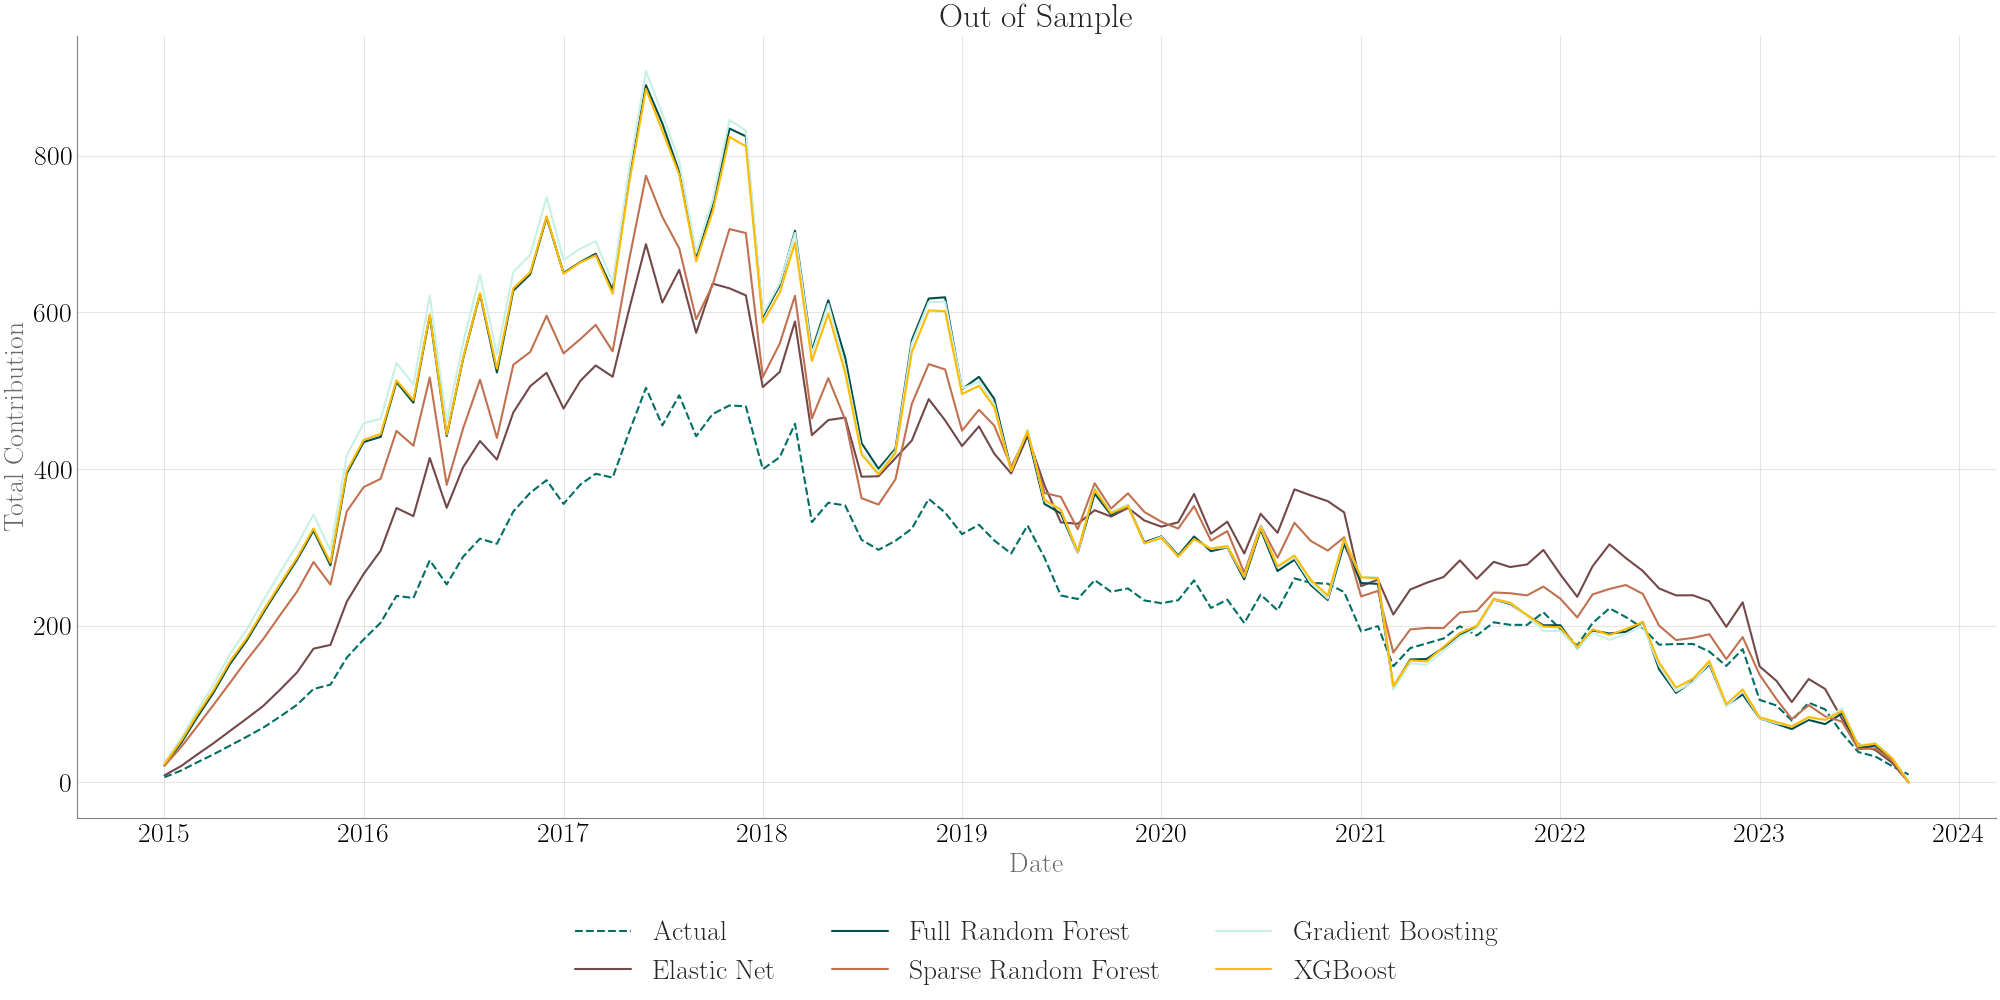 Out of Sample
Total Contribution
800
600
400
200
0
2015 2016 2017 2018 2019 2020 2021 2022 2023 2024
Date
Actual Full Random Forest Gradient Boosting
Elastic Net Sparse Random Forest XGBoost